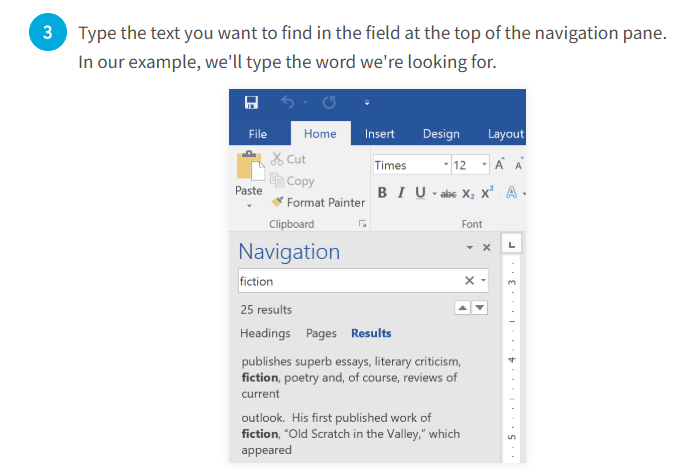 3 Type the text you want to find in the field at the top of the navigation pane.
In our example, we'll type the word we're looking for.
File Home Insert Design Layout
Cut
Copy
Paste
Format Painter
Clipboard
Times 12 A A
B I U abc X₂ X² A
Font
Navigation
fiction
25 results
Headings Pages Results
publishes superb essays, literary criticism,
fiction, poetry and, of course, reviews of
current
outlook. His first published work of
fiction, "Old Scratch in the Valley," which
appeared
L
3
4
5